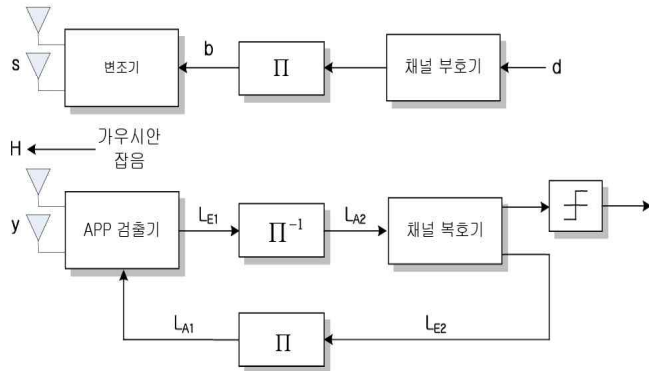 s
변조기
b
Π
채널 부호기
d
H
가우시안
잡음
y
APP 검출기
L_E1
Π⁻¹
L_A2
채널 복호기
L_A1
Π
L_E2